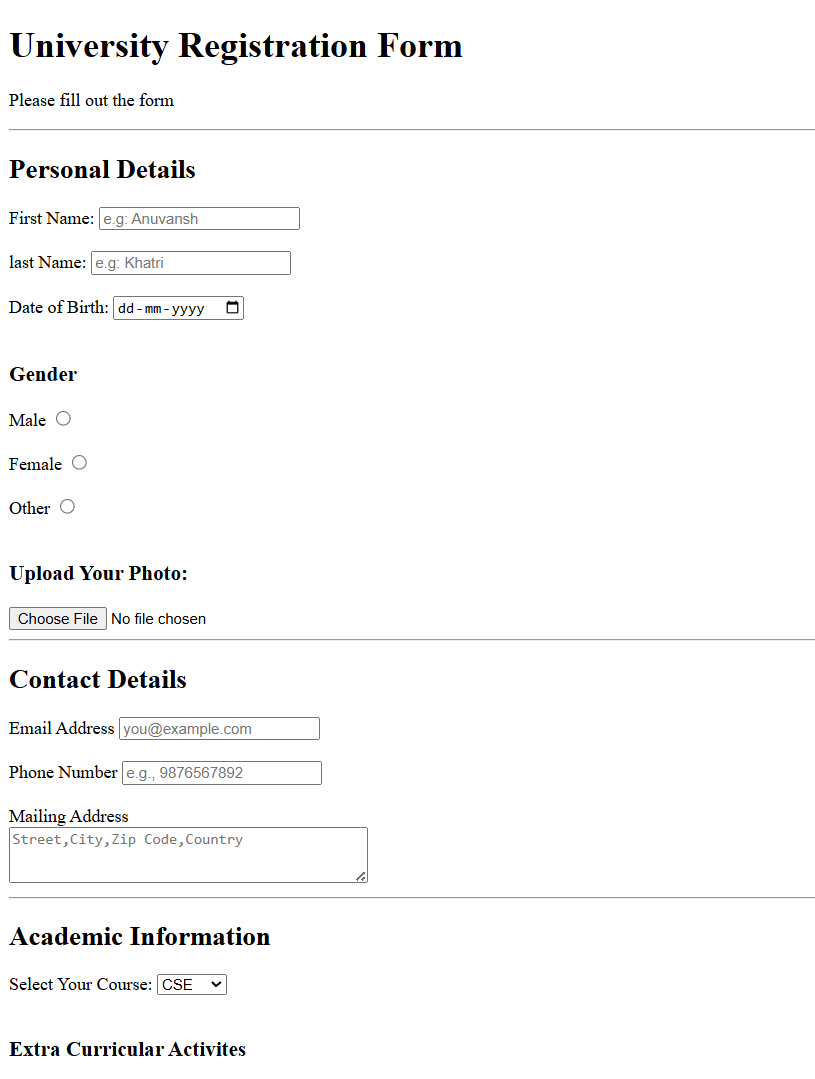 University Registration Form
Please fill out the form
Personal Details
First Name: e.g: Anuvansh
last Name: e.g: Khatri
Date of Birth: dd-mm-yyyy
Gender
Male
Female
Other
Upload Your Photo:
Choose File No file chosen
Contact Details
Email Address you@example.com
Phone Number e.g., 9876567892
Mailing Address
Street,City,Zip Code,Country
Academic Information
Select Your Course: CSE
Extra Curricular Activites